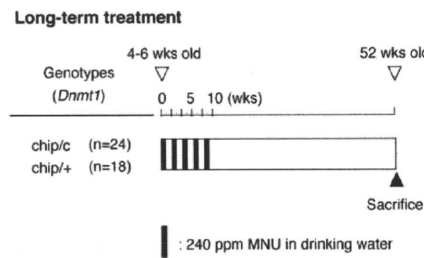 Long-term treatment
4-6 wks old
52 wks old
Genotypes
(Dnmt1)
0 5 10 (wks)
chip/c (n=24)
chip/+ (n=18)
Sacrifice
: 240 ppm MNU in drinking water